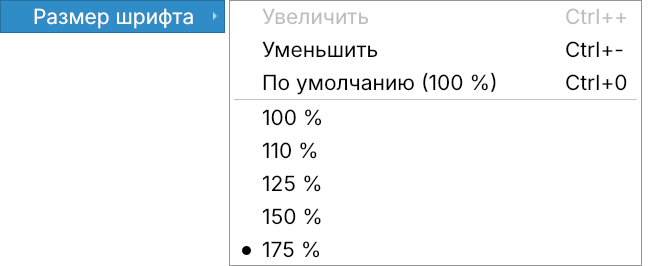 Размер шрифта
Увеличить Ctrl++
Уменьшить Ctrl+-
По умолчанию (100 %) Ctrl+0
100 %
110 %
125 %
150 %
175 %